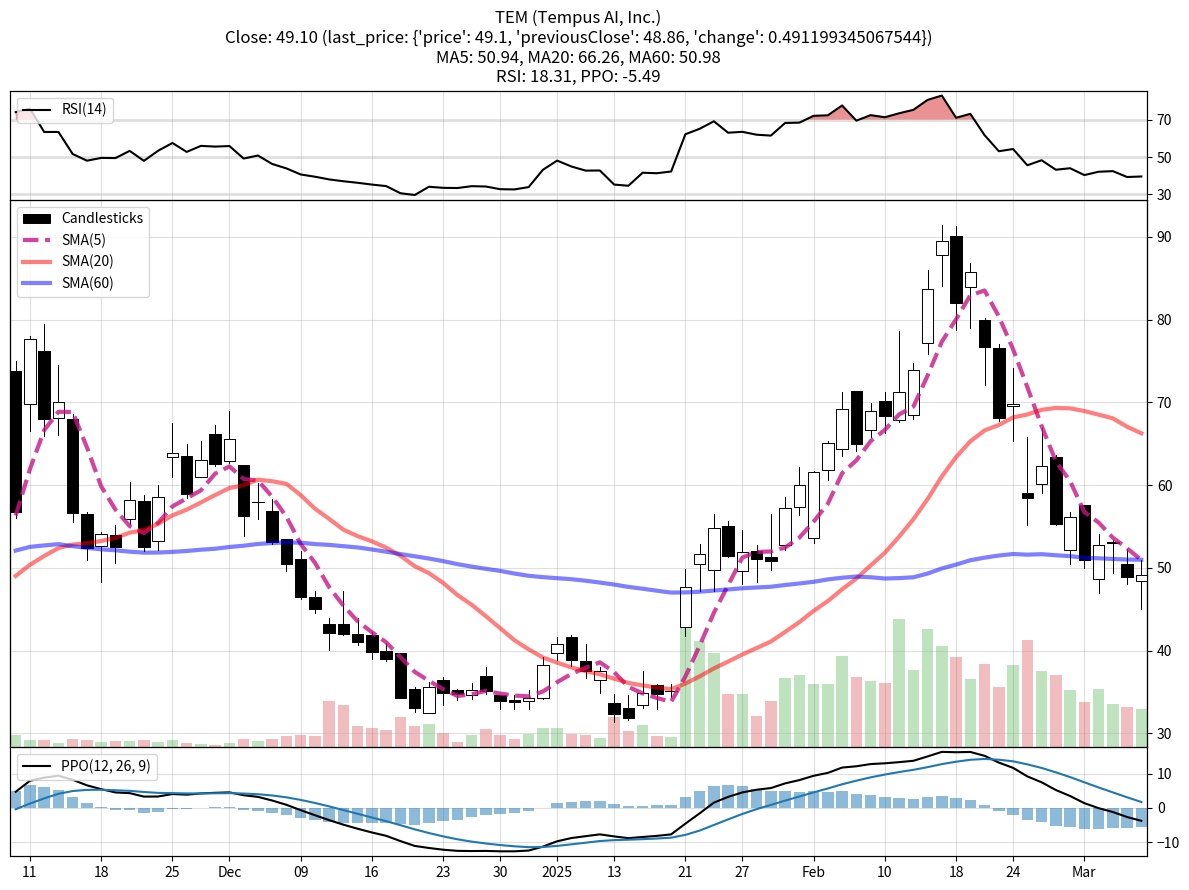 TEM (Tempus AI, Inc.)
Close: 49.10 (last_price: {'price': 49.1, 'previousClose': 48.86, 'change': 0.491199345067544})
MA5: 50.94, MA20: 66.26, MA60: 50.98
RSI: 18.31, PPO: -5.49
RSI(14)
70
50
30
Candlesticks
SMA(5)
SMA(20)
SMA(60)
90
80
70
60
50
40
30
PPO(12, 26, 9)
10
0
−10
11 18 25 Dec 09 16 23 30 2025 13 21 27 Feb 10 18 24 Mar